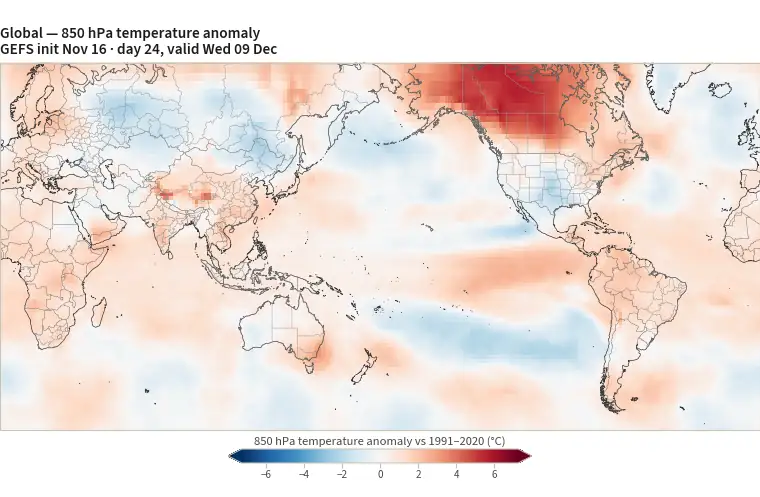 Global — 850 hPa temperature anomaly
GEFS init Nov 16 · day 24, valid Wed 09 Dec
850 hPa temperature anomaly vs 1991–2020 (°C)
−6 −4 −2 0 2 4 6